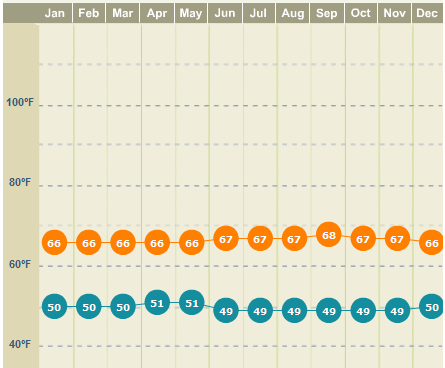 Jan Feb Mar Apr May Jun Jul Aug Sep Oct Nov Dec
100°F
80°F
66 66 66 66 66 67 67 67 68 67 67 66
60°F
50 50 50 51 51 49 49 49 49 49 49 50
40°F